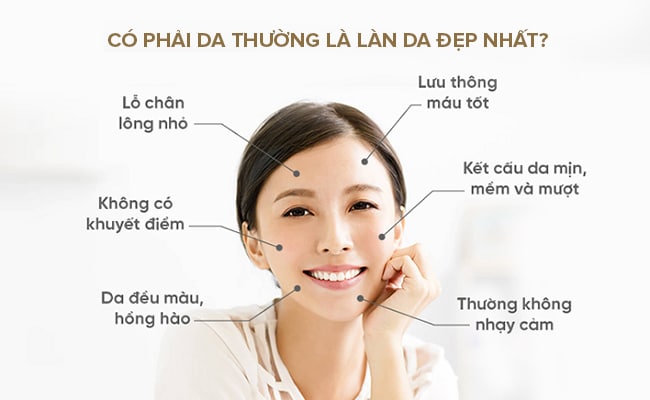 CÓ PHẢI DA THƯỜNG LÀ LÀN DA ĐẸP NHẤT?
Lỗ chân
lông nhỏ
Lưu thông
máu tốt
Không có
khuyết điểm
Kết cấu da mịn,
mềm và mượt
Da đều màu,
hồng hào
Thường không
nhạy cảm